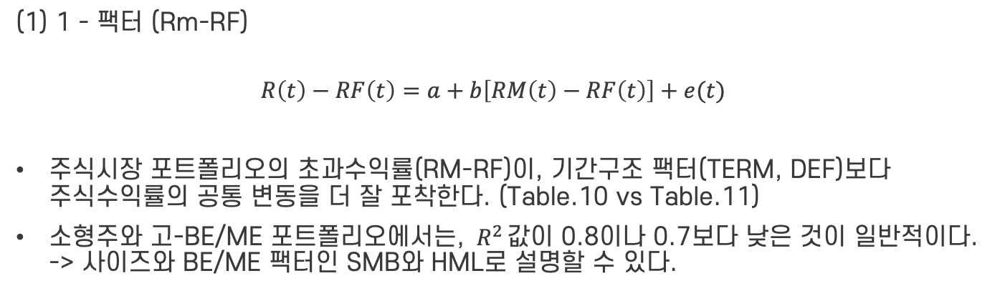 (1) 1 - 팩터 (Rm-RF)
R(t) − RF(t) = a + b[RM(t) − RF(t)] + e(t)
• 주식시장 포트폴리오의 초과수익률(RM-RF)이, 기간구조 팩터(TERM, DEF)보다
주식수익률의 공통 변동을 더 잘 포착한다. (Table.10 vs Table.11)
• 소형주와 고-BE/ME 포트폴리오에서는, R² 값이 0.8이나 0.7보다 낮은 것이 일반적이다.
-> 사이즈와 BE/ME 팩터인 SMB와 HML로 설명할 수 있다.